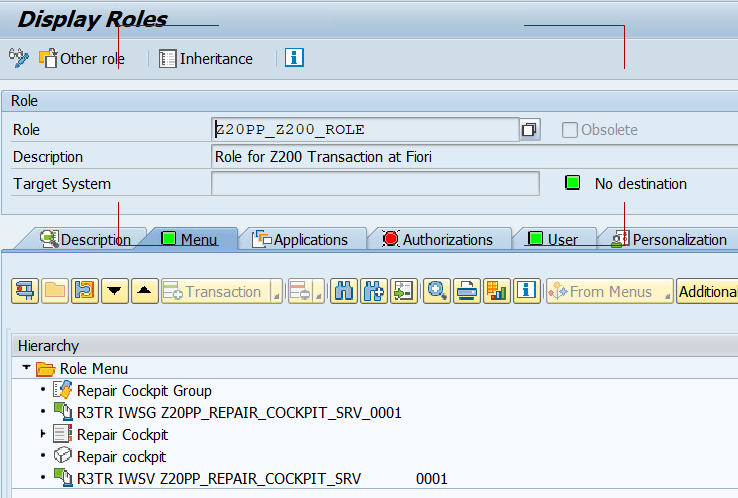 Display Roles
Other role Inheritance
Role
Role Z20PP_Z200_ROLE Obsolete
Description Role for Z200 Transaction at Fiori
Target System No destination
Description Menu Applications Authorizations User Personalization
Transaction From Menus Additional
Hierarchy
Role Menu
Repair Cockpit Group
R3TR IWSG Z20PP_REPAIR_COCKPIT_SRV_0001
Repair Cockpit
Repair cockpit
R3TR IWSV Z20PP_REPAIR_COCKPIT_SRV 0001